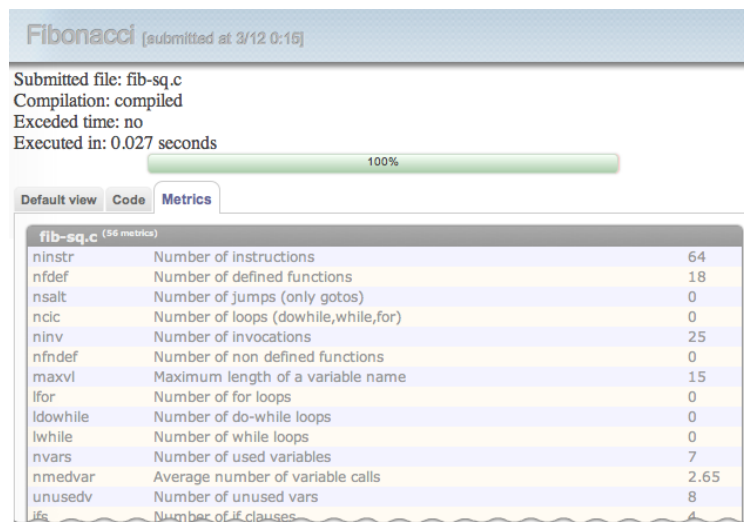 Fibonacci [submitted at 3/12 0:15]
Submitted file: fib-sq.c
Compilation: compiled
Exceded time: no
Executed in: 0.027 seconds
100%
Default view Code Metrics
fib-sq.c (56 metrics)
ninstr Number of instructions 64
nfdef Number of defined functions 18
nsalt Number of jumps (only gotos) 0
ncic Number of loops (dowhile,while,for) 0
ninv Number of invocations 25
nfndef Number of non defined functions 0
maxvl Maximum length of a variable name 15
lfor Number of for loops 0
ldowhile Number of do-while loops 0
lwhile Number of while loops 0
nvars Number of used variables 7
nmedvar Average number of variable calls 2.65
unusedv Number of unused vars 8
ifs Number of if clauses 4